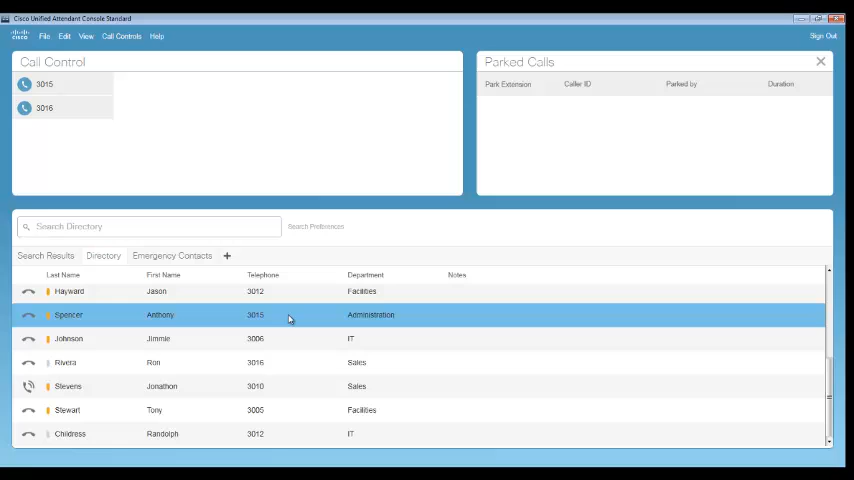 Cisco Unified Attendant Console Standard
cisco File Edit View Call Controls Help Sign Out
Call Control
3015
3016
Parked Calls
Park Extension Caller ID Parked by Duration
Search Directory Search Preferences
Search Results Directory Emergency Contacts +
Last Name First Name Telephone Department Notes
Hayward Jason 3012 Facilities
Spencer Anthony 3015 Administration
Johnson Jimmie 3006 IT
Rivera Ron 3016 Sales
Stevens Jonathon 3010 Sales
Stewart Tony 3005 Facilities
Childress Randolph 3012 IT